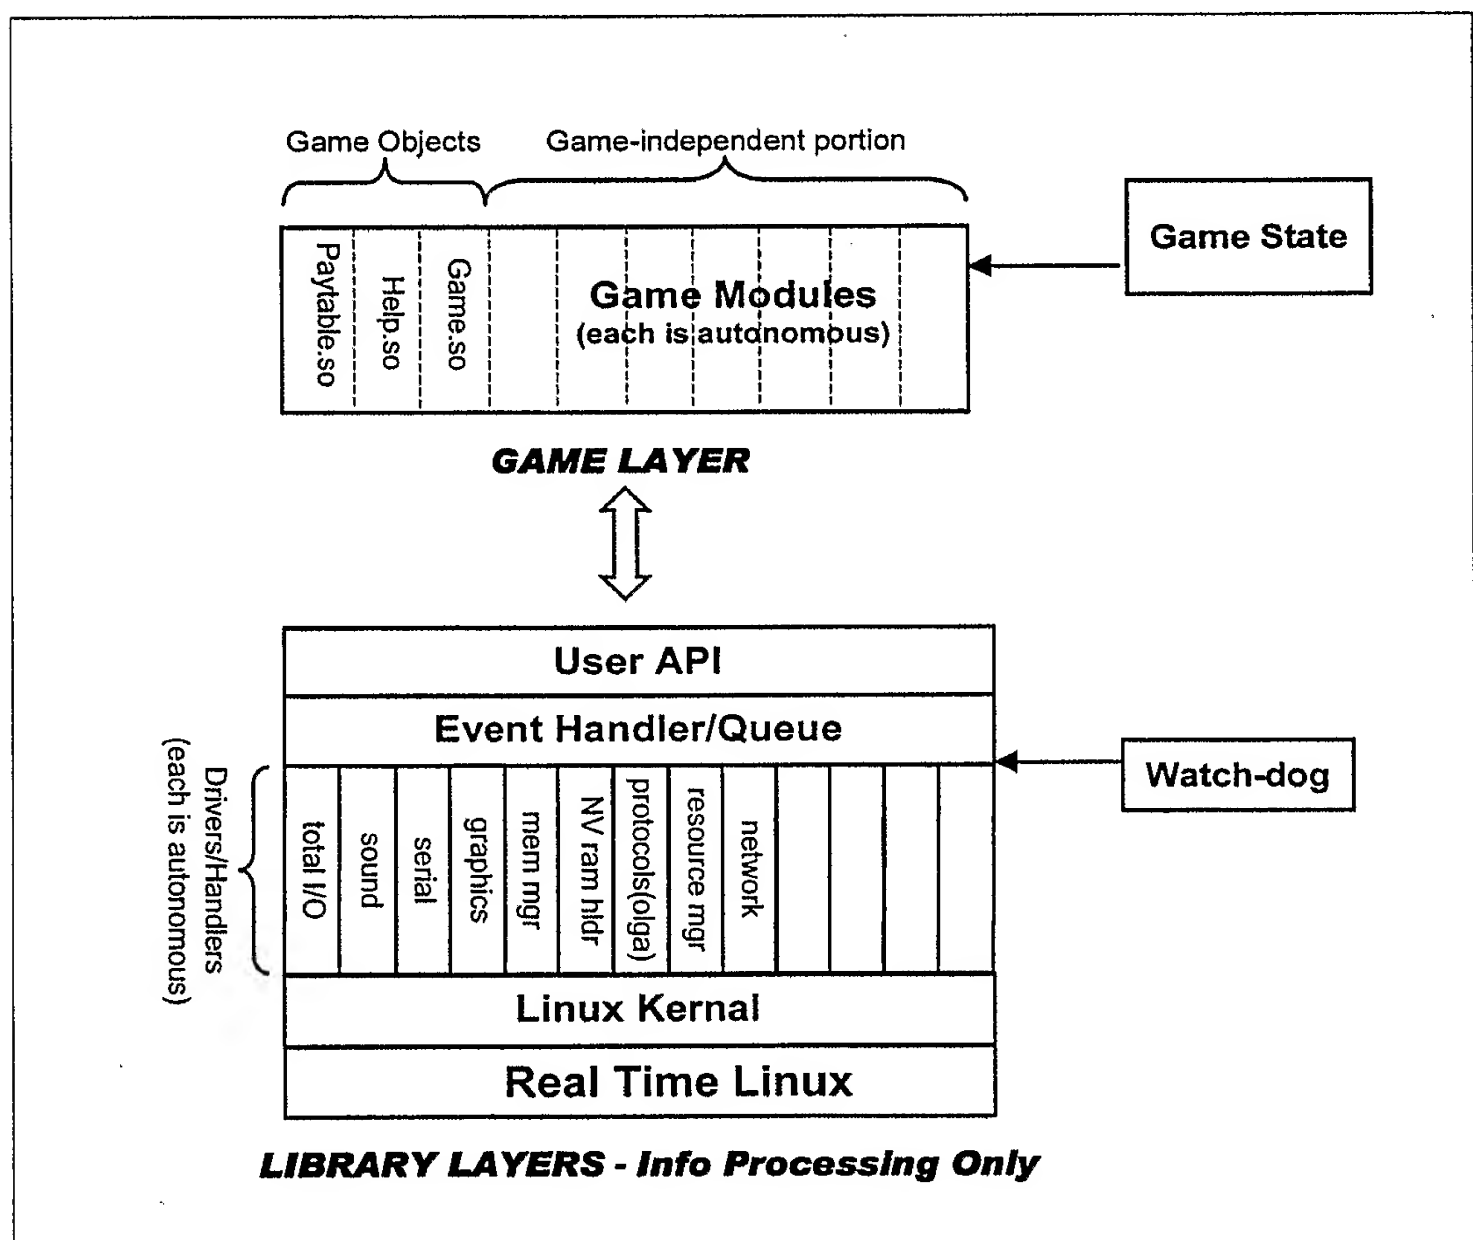 Game Objects
Game-independent portion
Paytable.so
Help.so
Game.so
Game Modules
(each is autonomous)
Game State
GAME LAYER
User API
Event Handler/Queue
Watch-dog
Drivers/Handlers
(each is autonomous)
total I/O
sound
serial
graphics
mem mgr
NV ram hldr
protocols(olga)
resource mgr
network
Linux Kernal
Real Time Linux
LIBRARY LAYERS - Info Processing Only